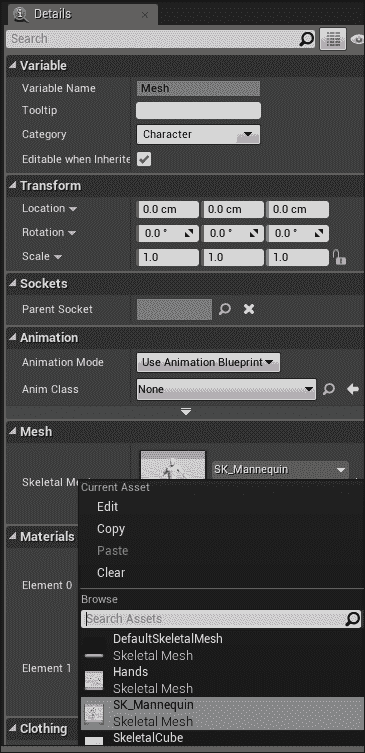 Details
Search
Variable
Variable Name Mesh
Tooltip
Category Character
Editable when Inherite
Transform
Location 0.0 cm 0.0 cm 0.0 cm
Rotation 0.0 ° 0.0 ° 0.0 °
Scale 1.0 1.0 1.0
Sockets
Parent Socket
Animation
Animation Mode Use Animation Blueprint
Anim Class None
Mesh
Skeletal Me SK_Mannequin
Current Asset
Edit
Copy
Paste
Clear
Materials
Element 0
Browse
Search Assets
DefaultSkeletalMesh
Skeletal Mesh
Hands
Element 1 Skeletal Mesh
SK_Mannequin
Skeletal Mesh
Clothing
SkeletalCube